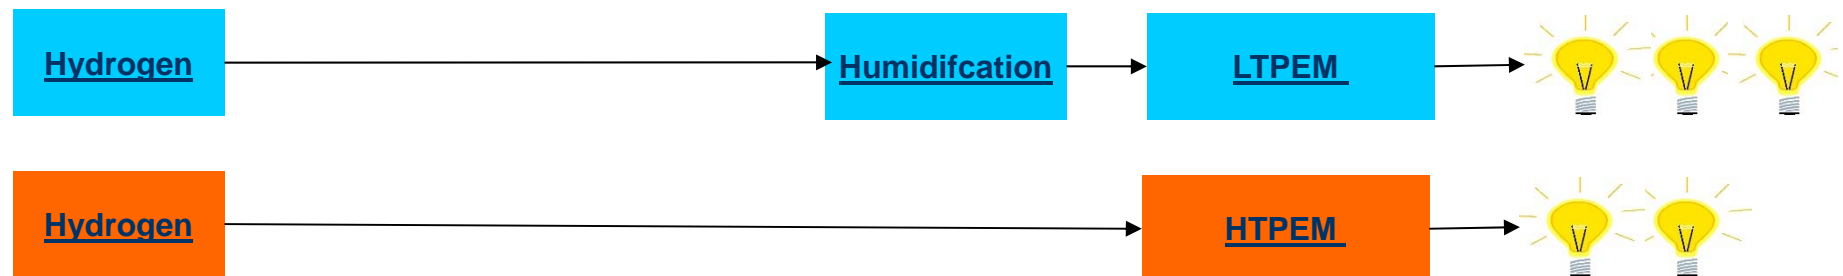 Hydrogen
Humidifcation
LTPEM
Hydrogen
HTPEM